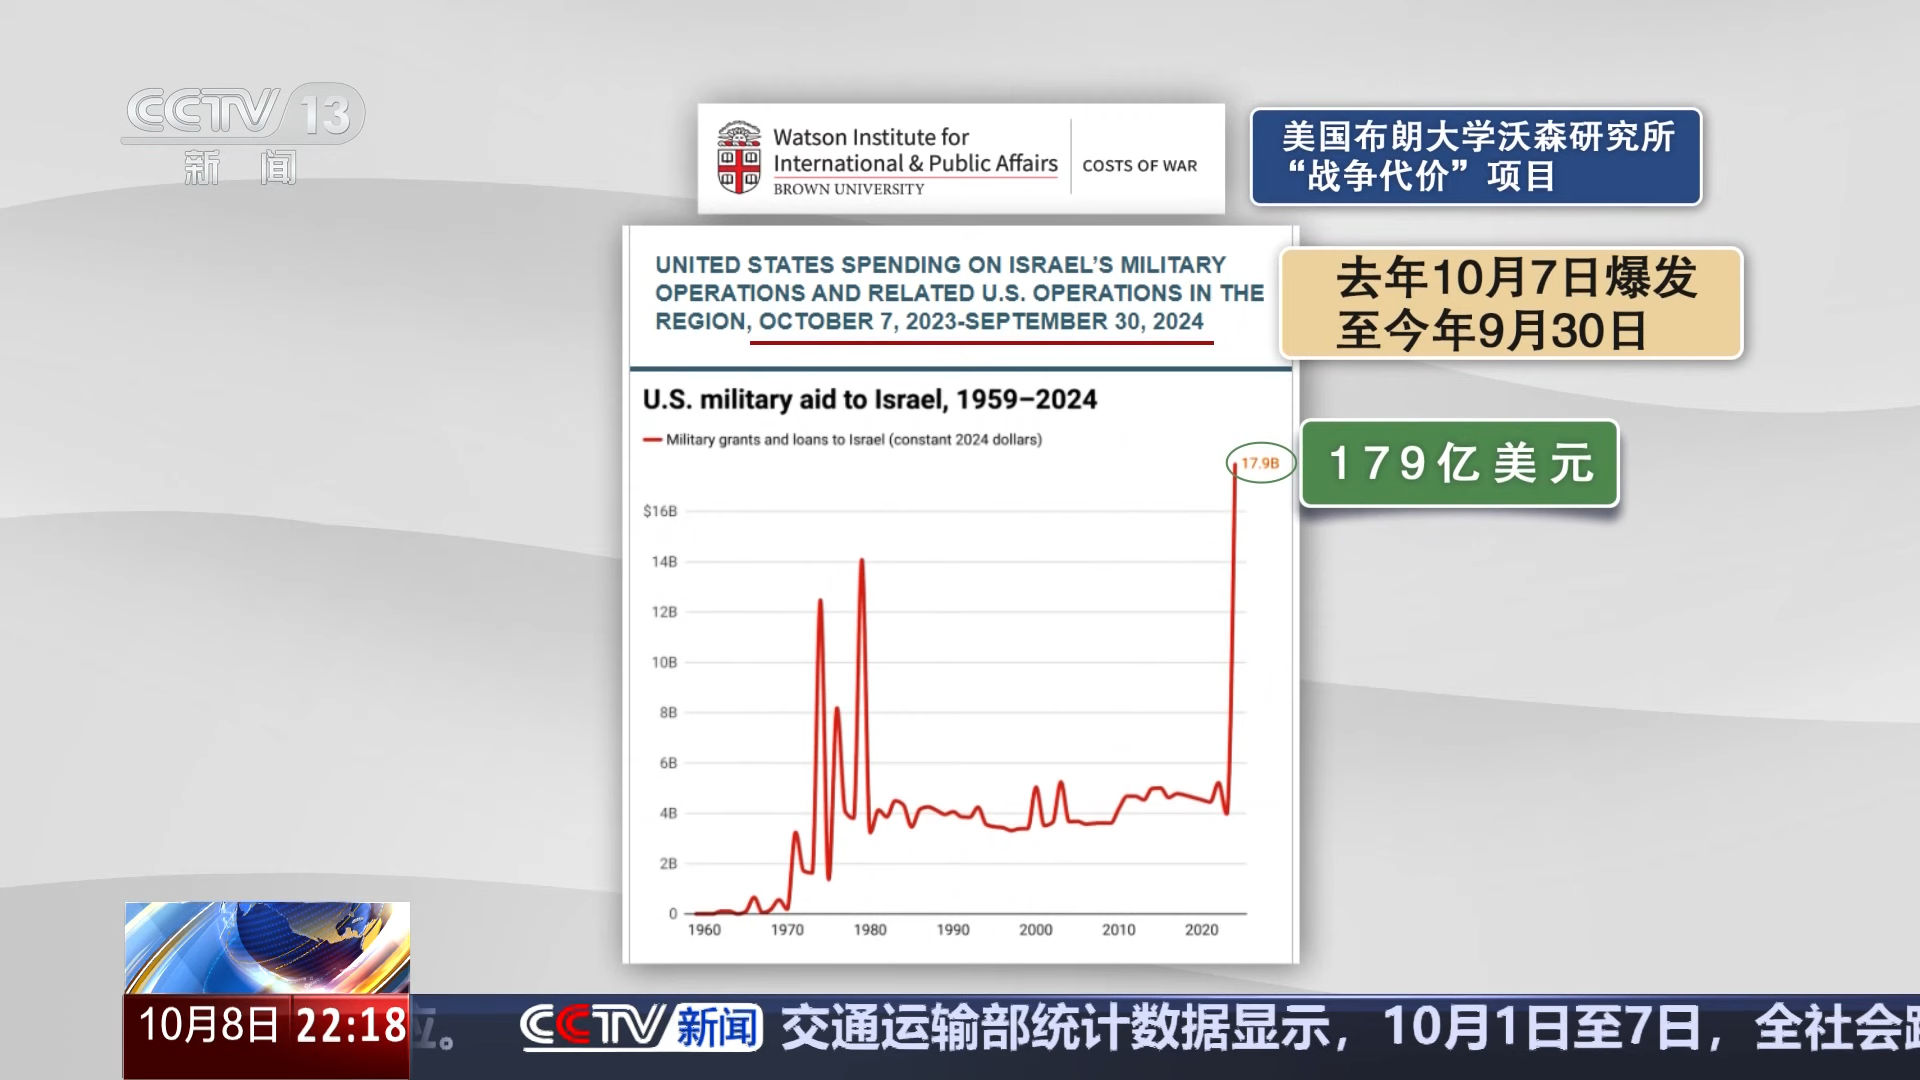 CCTV 13
新闻
Watson Institute for
International & Public Affairs
BROWN UNIVERSITY
COSTS OF WAR
美国布朗大学沃森研究所
“战争代价”项目
UNITED STATES SPENDING ON ISRAEL’S MILITARY
OPERATIONS AND RELATED U.S. OPERATIONS IN THE
REGION, OCTOBER 7, 2023-SEPTEMBER 30, 2024
去年10月7日爆发
至今年9月30日
U.S. military aid to Israel, 1959–2024
Military grants and loans to Israel (constant 2024 dollars)
17.9B
179亿美元
$16B
14B
12B
10B
8B
6B
4B
2B
0
1960 1970 1980 1990 2000 2010 2020
10月8日 22:18
CCTV新闻 交通运输部统计数据显示，10月1日至7日，全社会